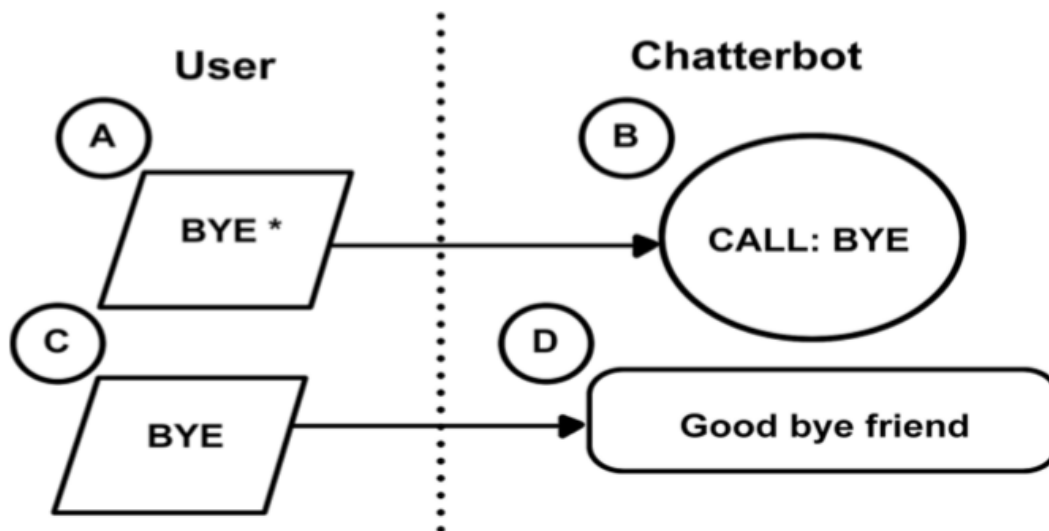 User
Chatterbot
A
B
BYE *
CALL: BYE
C
D
BYE
Good bye friend